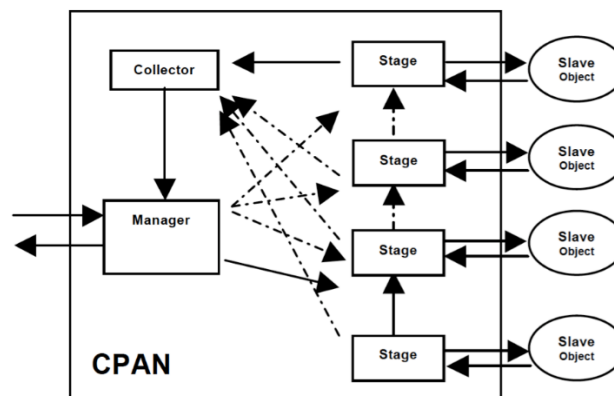 Collector
Stage
Slave
Object
Stage
Slave
Object
Manager
Stage
Slave
Object
CPAN
Stage
Slave
Object